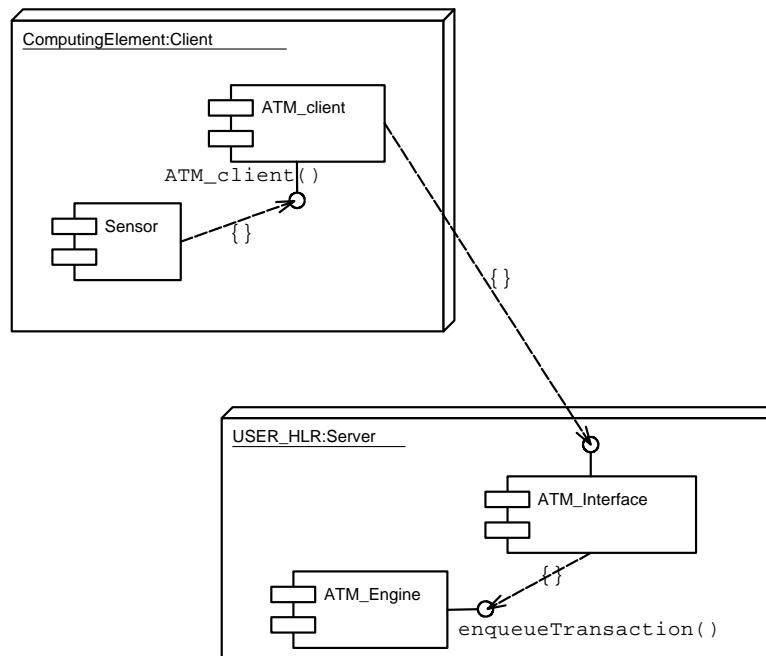 ComputingElement:Client
ATM_client
ATM_client()
Sensor
{}
{}
USER_HLR:Server
ATM_Interface
{}
ATM_Engine
enqueueTransaction()